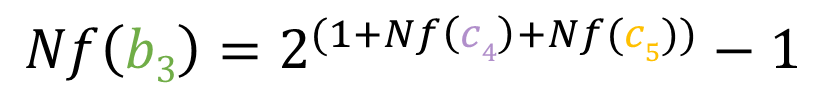 Nf(b₃) = 2^(1+Nf(c₄)+Nf(c₅)) − 1